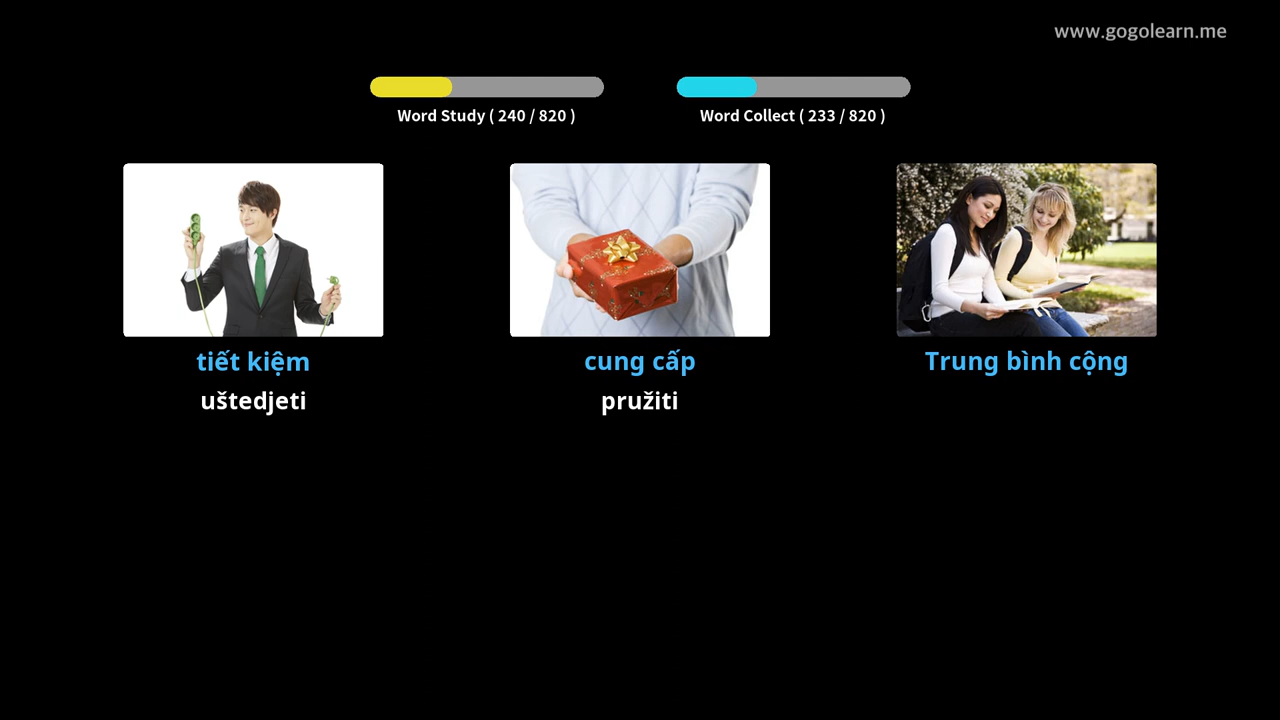 www.gogolearn.me
Word Study ( 240 / 820 )
Word Collect ( 233 / 820 )
tiết kiệm
cung cấp
Trung bình cộng
uštedjeti
pružiti